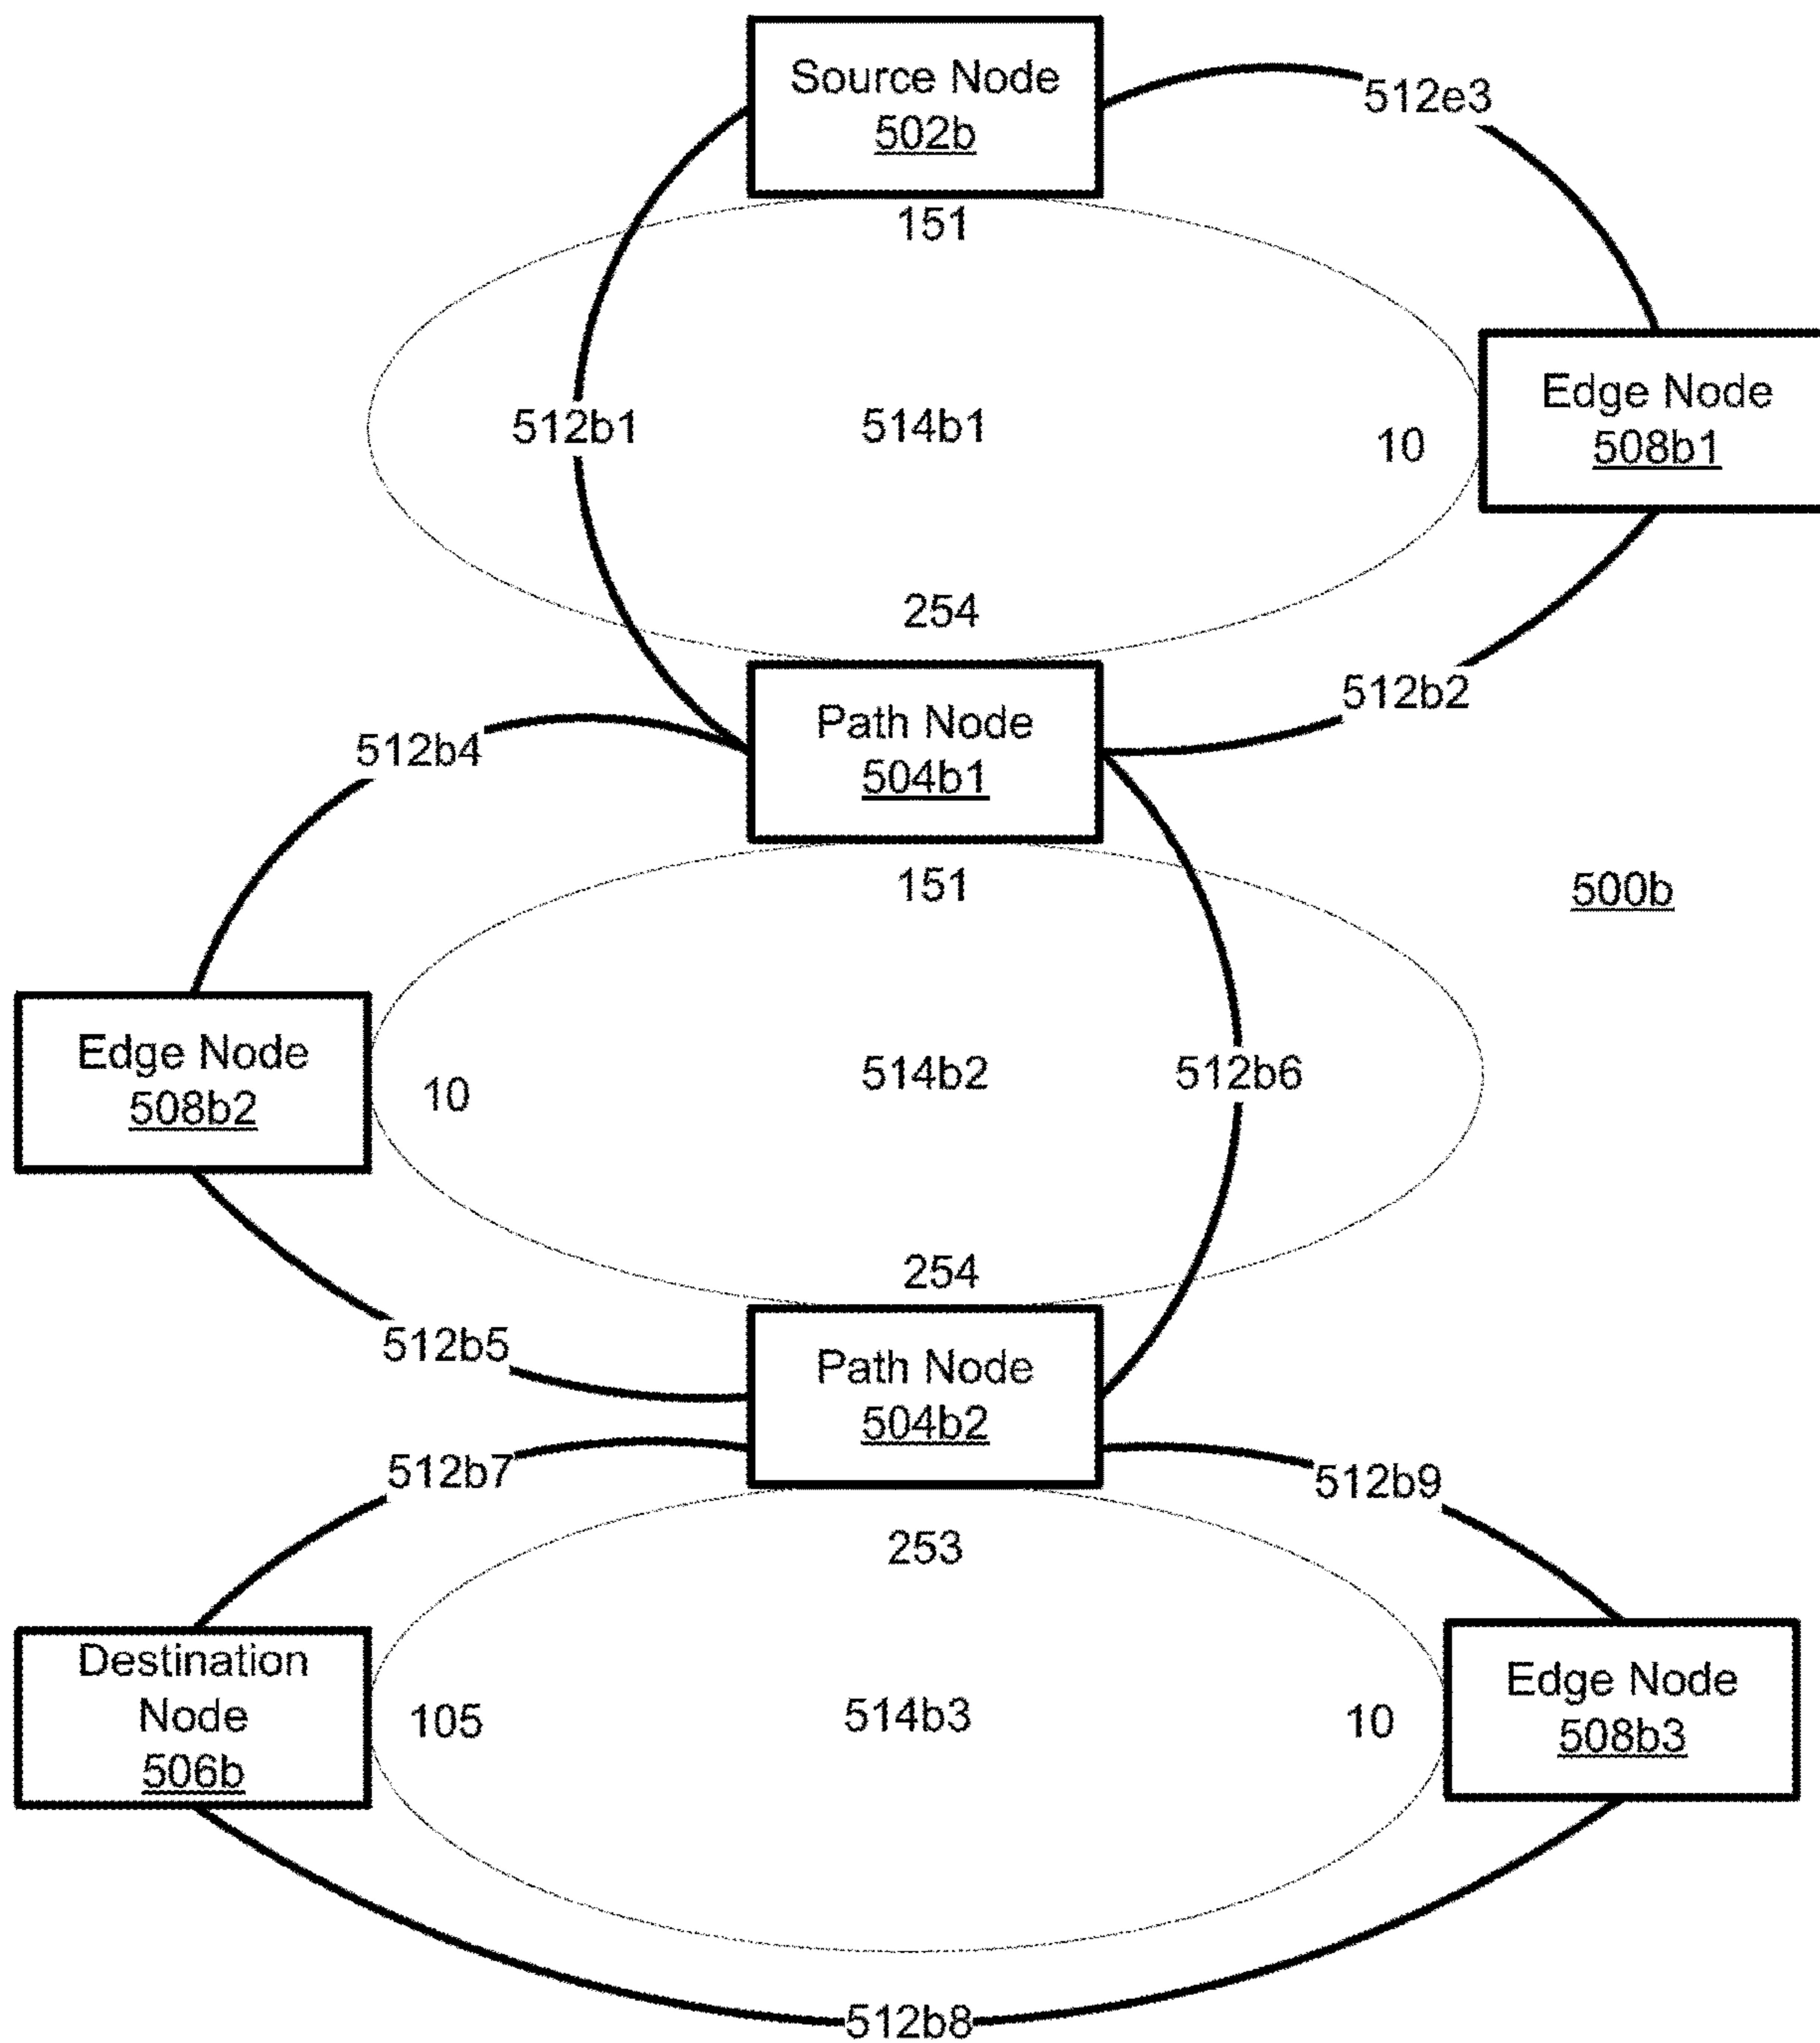 Source Node
502b
512e3
151
Edge Node
508b1
512b1
514b1
10
254
512b2
Path Node
504b1
512b4
151
500b
Edge Node
508b2
10
514b2
512b6
254
512b5
Path Node
504b2
512b7
512b9
253
Destination
Node
506b
105
514b3
10
Edge Node
508b3
512b8